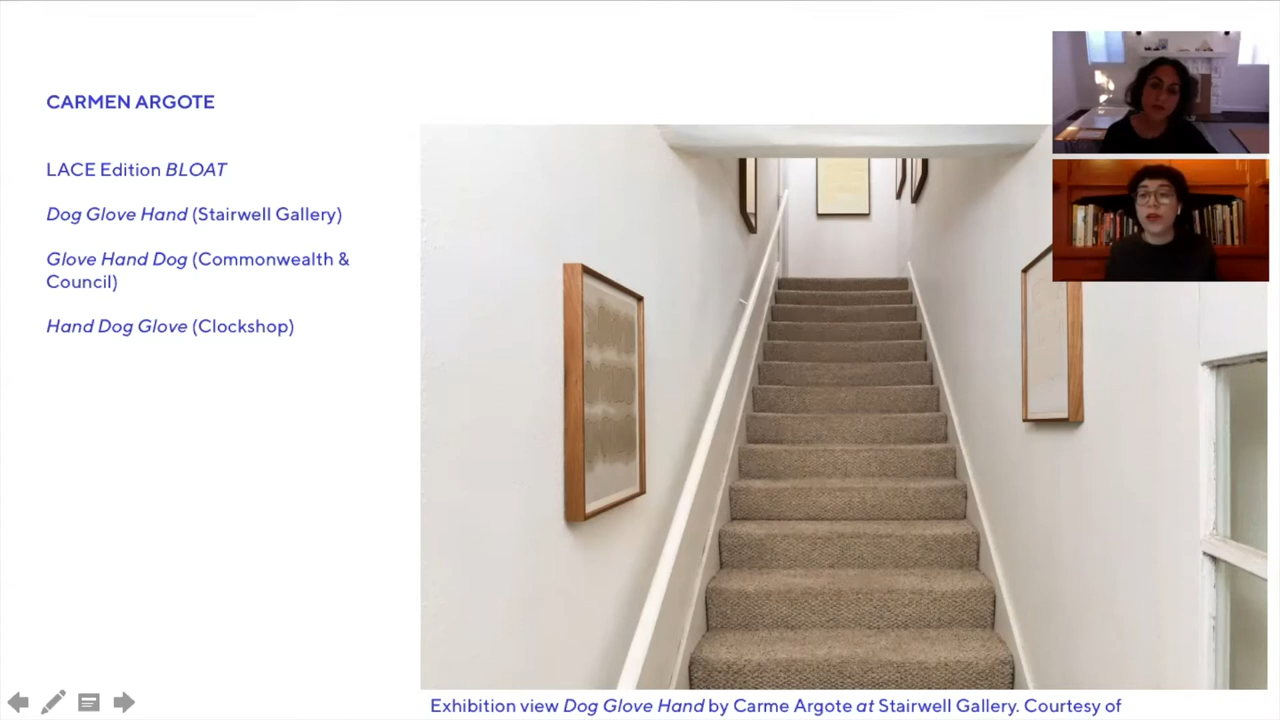 CARMEN ARGOTE
LACE Edition BLOAT
Dog Glove Hand (Stairwell Gallery)
Glove Hand Dog (Commonwealth &
Council)
Hand Dog Glove (Clockshop)
Exhibition view Dog Glove Hand by Carme Argote at Stairwell Gallery. Courtesy of